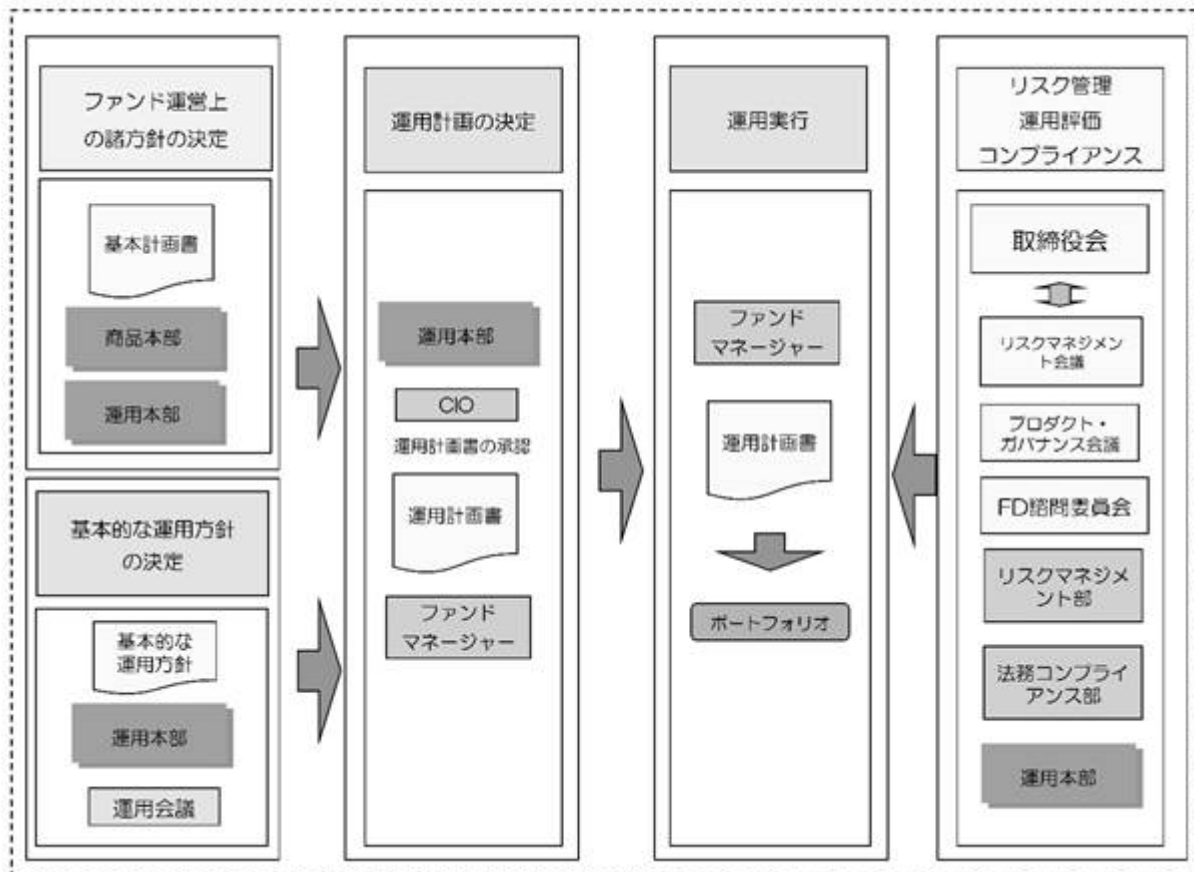 ファンド運営上
の諸方針の決定
基本計画書
商品本部
運用本部
基本的な運用方針
の決定
基本的な
運用方針
運用本部
運用会議
運用計画の決定
運用本部
CIO
運用計画書の承認
運用計画書
ファンド
マネージャー
運用実行
ファンド
マネージャー
運用計画書
ポートフォリオ
リスク管理
運用評価
コンプライアンス
取締役会
リスクマネジメン
ト会議
プロダクト・
ガバナンス会議
FD諮問委員会
リスクマネジメ
ント部
法務コンプライ
アンス部
運用本部